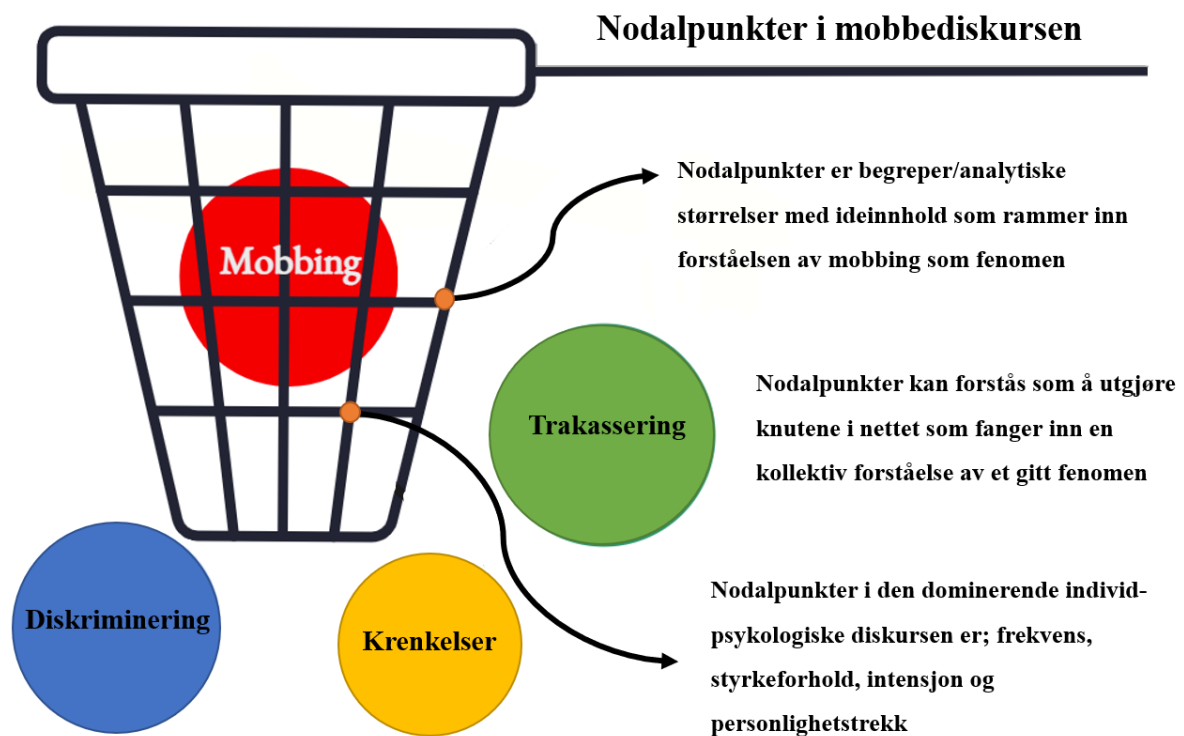 Nodalpunkter i mobbediskursen
Nodalpunkter er begreper/analytiske
størrelser med ideinnhold som rammer inn
forståelsen av mobbing som fenomen
Mobbing
Nodalpunkter kan forstås som å utgjøre
knutene i nettet som fanger inn en
kollektiv forståelse av et gitt fenomen
Trakassering
Diskriminering
Krenkelser
Nodalpunkter i den dominerende individ-
psykologiske diskursen er; frekvens,
styrkeforhold, intensjon og
personlighetstrekk